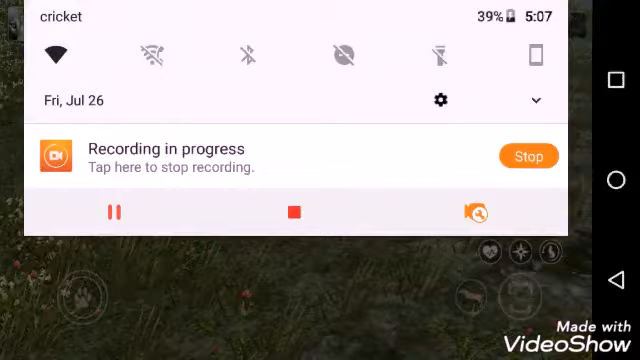 cricket 39% 5:07
Fri, Jul 26
Recording in progress
Tap here to stop recording.
Stop
Made with
VideoShow